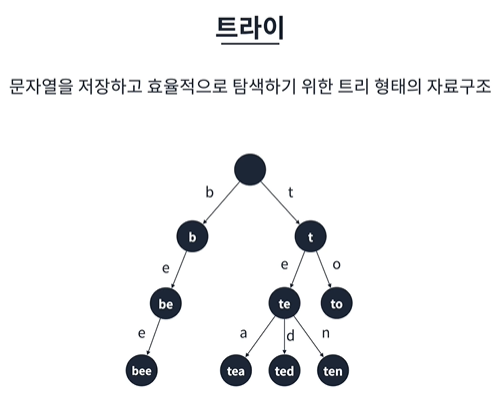 트라이
문자열을 저장하고 효율적으로 탐색하기 위한 트리 형태의 자료구조
b t
b t
e e o
be te to
e a d n
bee tea ted ten